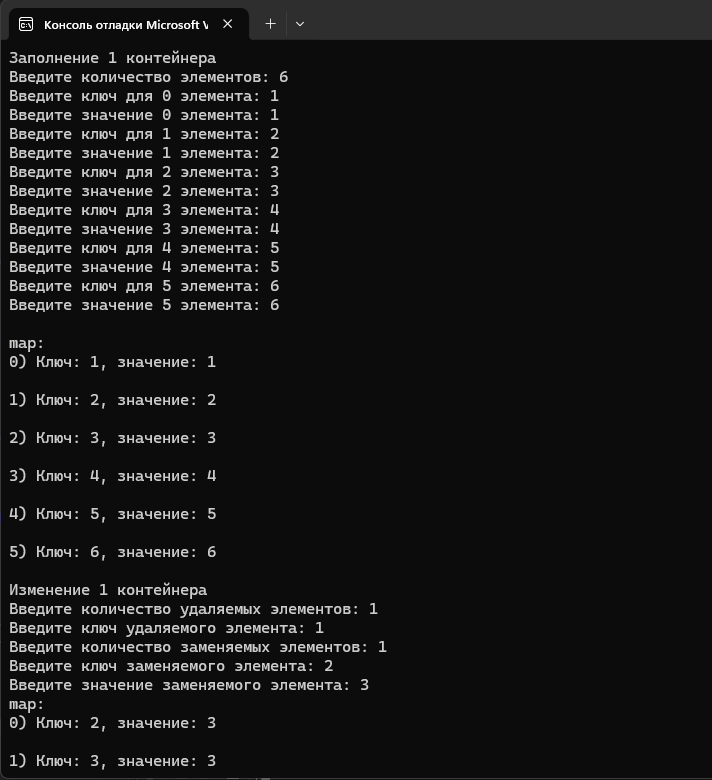 Консоль отладки Microsoft V
Заполнение 1 контейнера
Введите количество элементов: 6
Введите ключ для 0 элемента: 1
Введите значение 0 элемента: 1
Введите ключ для 1 элемента: 2
Введите значение 1 элемента: 2
Введите ключ для 2 элемента: 3
Введите значение 2 элемента: 3
Введите ключ для 3 элемента: 4
Введите значение 3 элемента: 4
Введите ключ для 4 элемента: 5
Введите значение 4 элемента: 5
Введите ключ для 5 элемента: 6
Введите значение 5 элемента: 6
map:
0) Ключ: 1, значение: 1
1) Ключ: 2, значение: 2
2) Ключ: 3, значение: 3
3) Ключ: 4, значение: 4
4) Ключ: 5, значение: 5
5) Ключ: 6, значение: 6
Изменение 1 контейнера
Введите количество удаляемых элементов: 1
Введите ключ удаляемого элемента: 1
Введите количество заменяемых элементов: 1
Введите ключ заменяемого элемента: 2
Введите значение заменяемого элемента: 3
map:
0) Ключ: 2, значение: 3
1) Ключ: 3, значение: 3